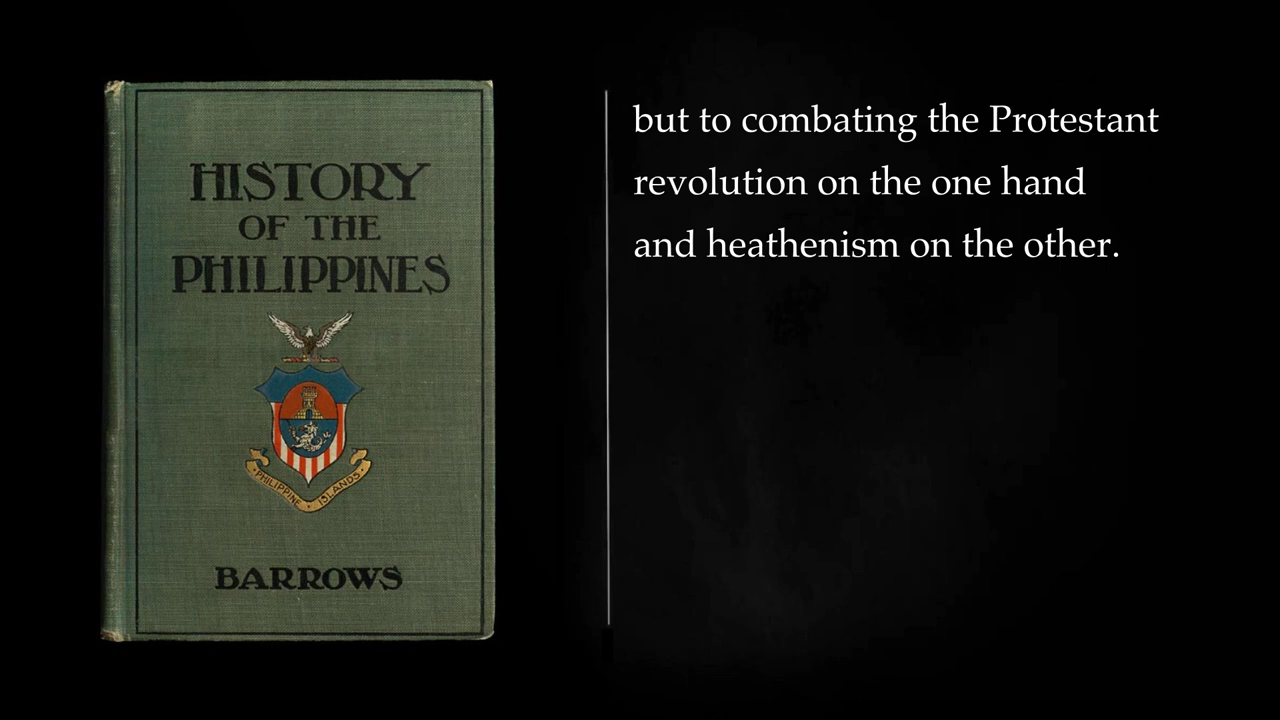 HISTORY
OF THE
PHILIPPINES
PHILIPPINE ISLANDS
BARROWS
but to combating the Protestant
revolution on the one hand
and heathenism on the other.